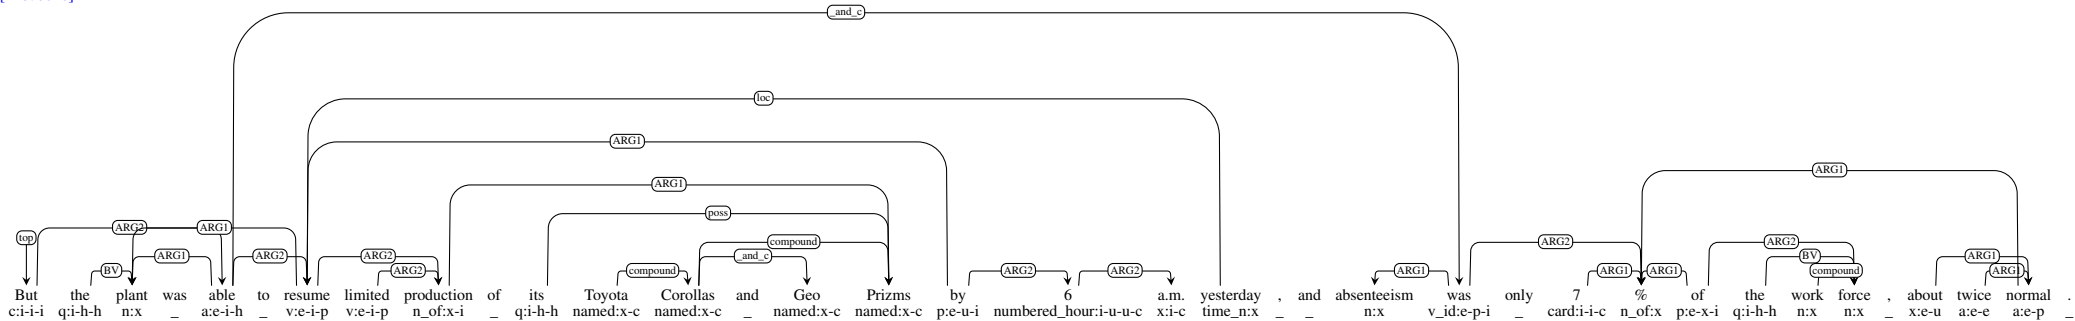 _and_c
loc
ARG1
ARG1
ARG1
poss
top ARG2 ARG1
compound ARG2 ARG2
ARG1 ARG2 ARG2 _and_c BV ARG1
BV ARG2 compound ARG2 ARG2 ARG1 ARG1 ARG1 compound ARG1
But the plant was able to resume limited production of its Toyota Corollas and Geo Prizms by 6 a.m. yesterday , and absenteeism was only 7 % of the work force , about twice normal .
c:i-i-i q:i-h-h n:x _ a:e-i-h _ v:e-i-p v:e-i-p n_of:x-i _ q:i-h-h named:x-c named:x-c _ named:x-c named:x-c p:e-u-i numbered_hour:i-u-u-c x:i-c time_n:x _ _ n:x v_id:e-p-i _ card:i-i-c n_of:x p:e-x-i q:i-h-h n:x n:x _ x:e-u a:e-e a:e-p _